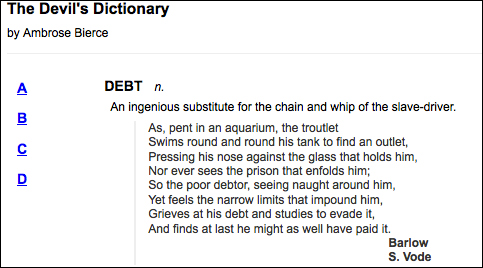 The Devil's Dictionary
by Ambrose Bierce
A
B
C
D
DEBT n.
An ingenious substitute for the chain and whip of the slave-driver.
As, pent in an aquarium, the troutlet
Swims round and round his tank to find an outlet,
Pressing his nose against the glass that holds him,
Nor ever sees the prison that enfolds him;
So the poor debtor, seeing naught around him,
Yet feels the narrow limits that impound him,
Grieves at his debt and studies to evade it,
And finds at last he might as well have paid it.
Barlow
S. Vode